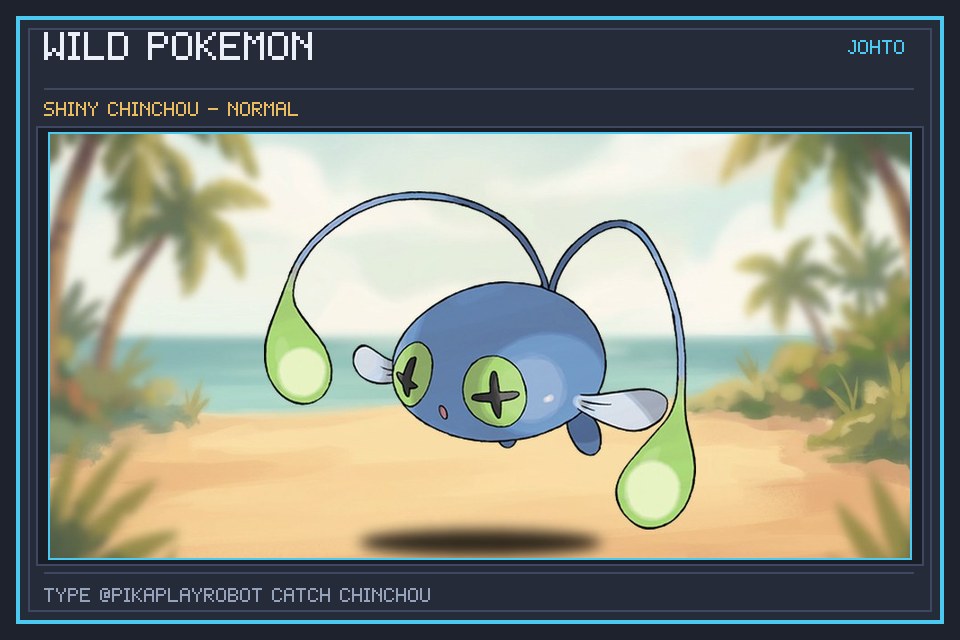 WILD POKEMON
JOHTO
SHINY CHINCHOU - NORMAL
TYPE @PIKAPLAYROBOT CATCH CHINCHOU